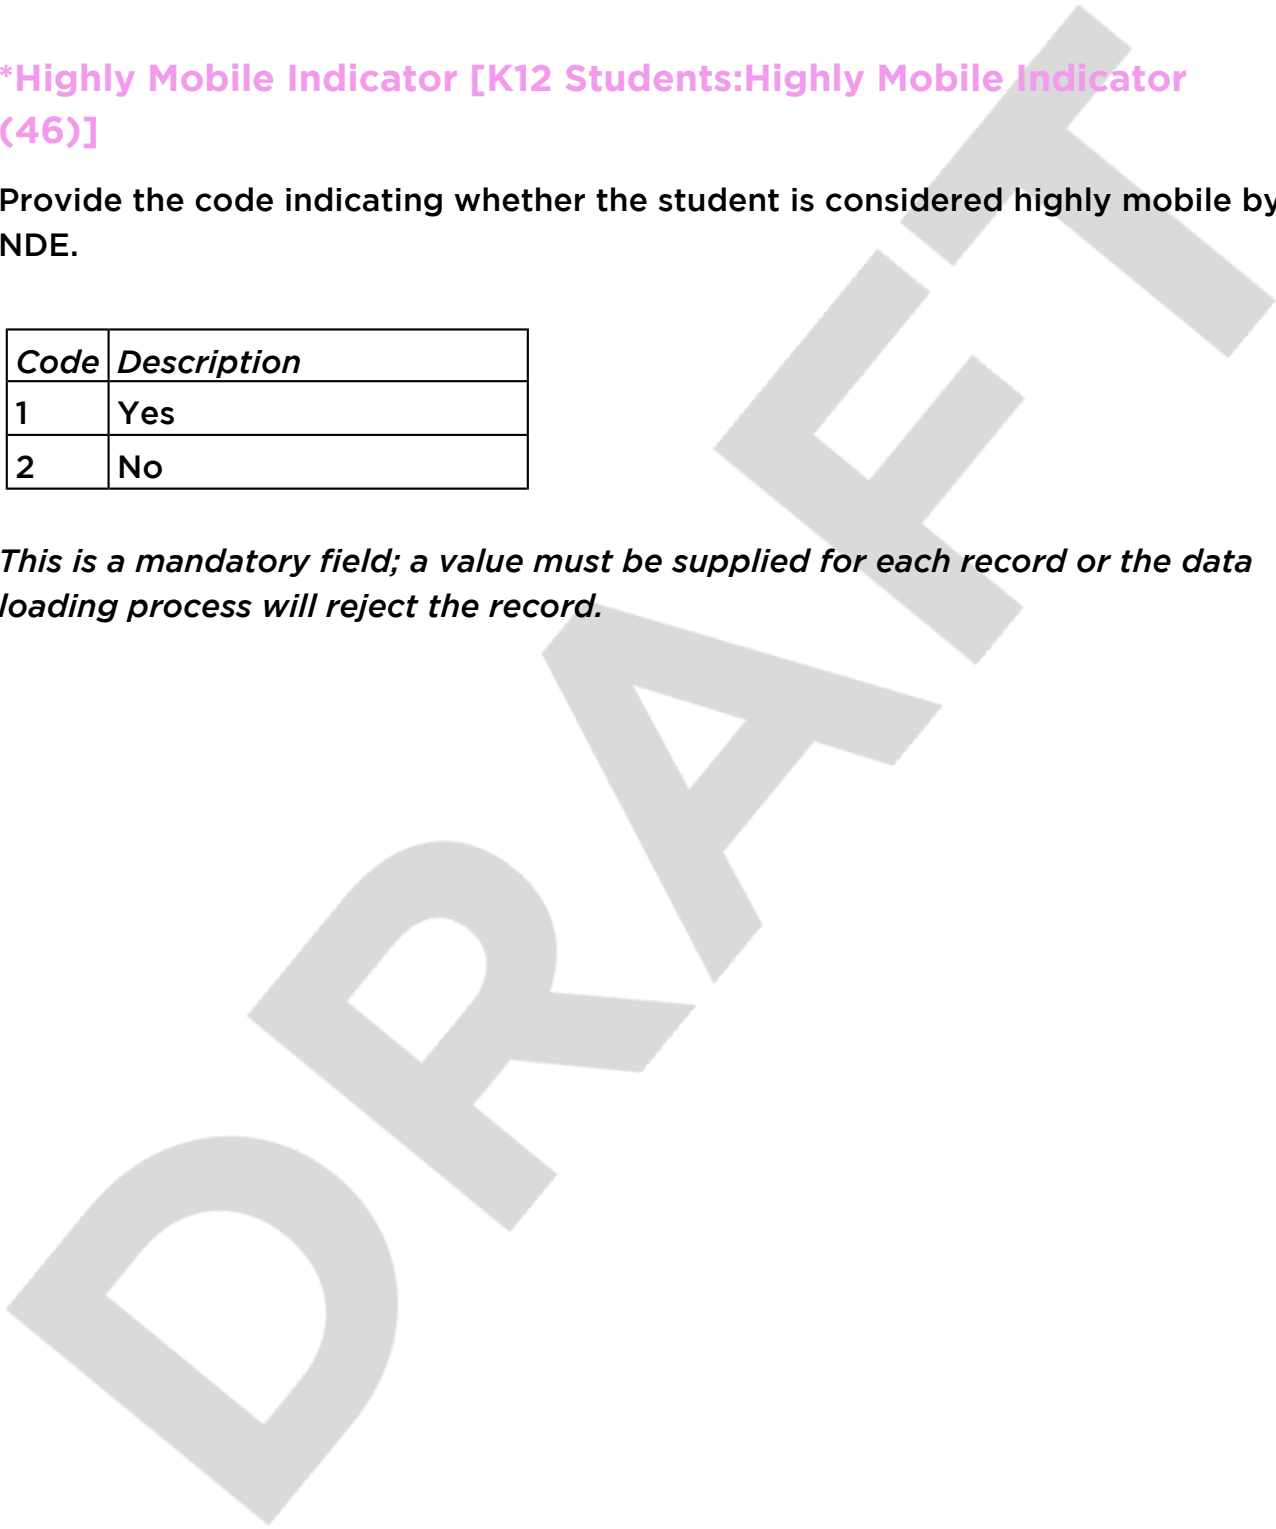 *Highly Mobile Indicator [K12 Students:Highly Mobile Indicator
(46)]
Provide the code indicating whether the student is considered highly mobile by
NDE.
Code Description
1 Yes
2 No
This is a mandatory field; a value must be supplied for each record or the data
loading process will reject the record.
DRAFT